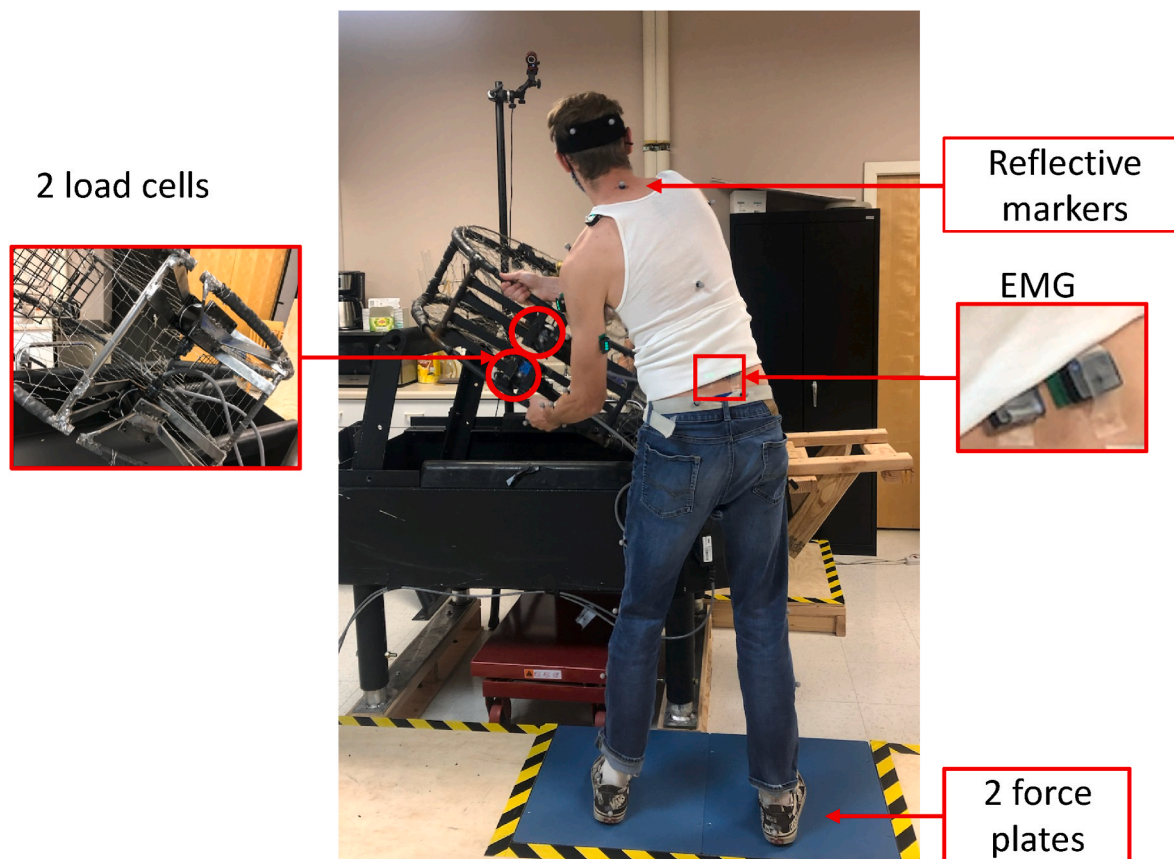 2 load cells
Reflective
markers
EMG
2 force
plates